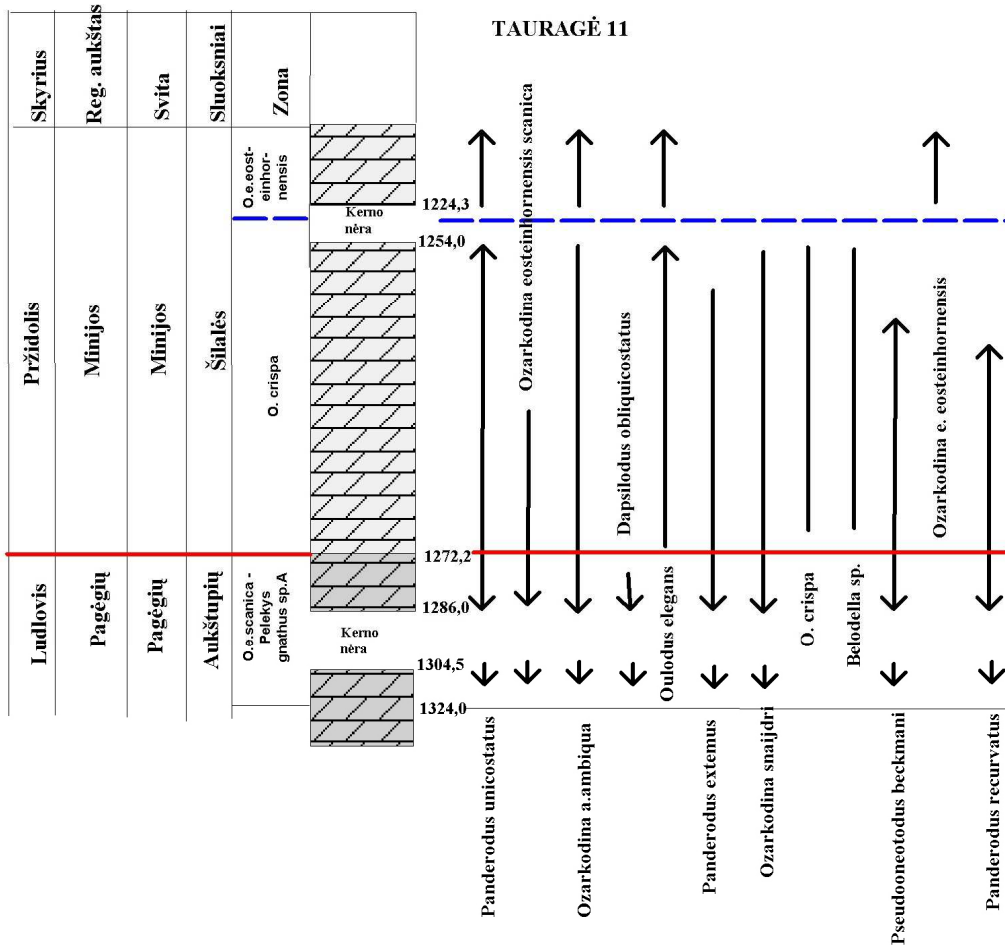 TAURAGĖ 11
Skyrius
Reg. aukštas
Svita
Sluoksniai
Zona
O.e.eost-
einhor-
nensis
1224,3
Kerno
nėra
1254,0
Pržidolis
Minijos
Minijos
Šilalės
O. crispa
1272,2
Ludlovis
Pagėgių
Pagėgių
Aukštupių
O.e.scanica -
Pelekys
gnathus sp.A
1286,0
Kerno
nėra
1304,5
1324,0
Ozarkodina eosteinhornensis scanica
Dapsilodus obliquicostatus
Oulodus elegans
O. crispa
Belodella sp.
Ozarkodina e. eosteinhornensis
Panderodus unicostatus
Ozarkodina a.ambiqua
Panderodus extemus
Ozarkodina snaijdri
Pseudooneotodus beckmani
Panderodus recurvatus